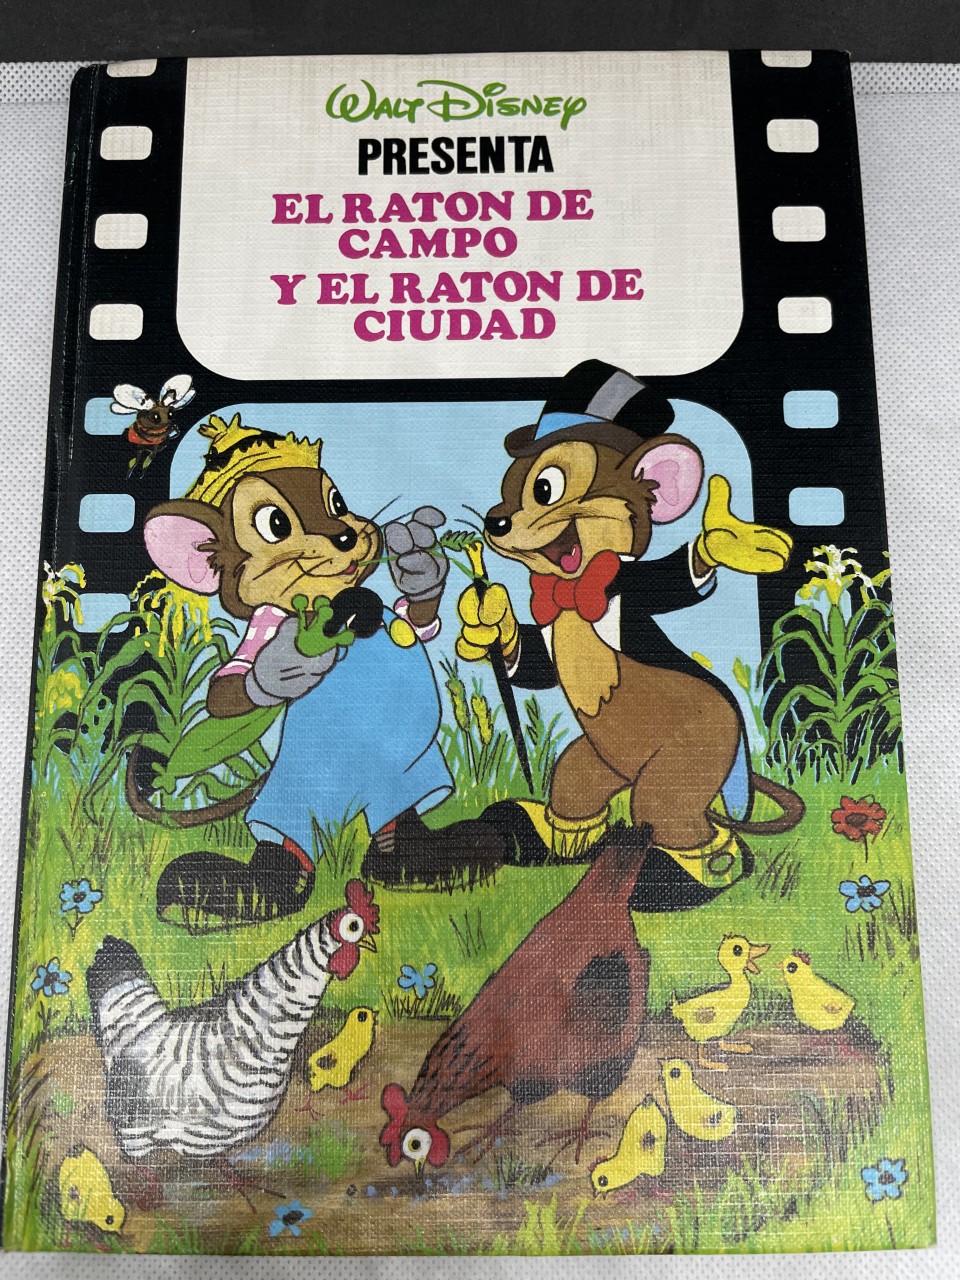 Walt Disney
PRESENTA
EL RATON DE
CAMPO
Y EL RATON DE
CIUDAD